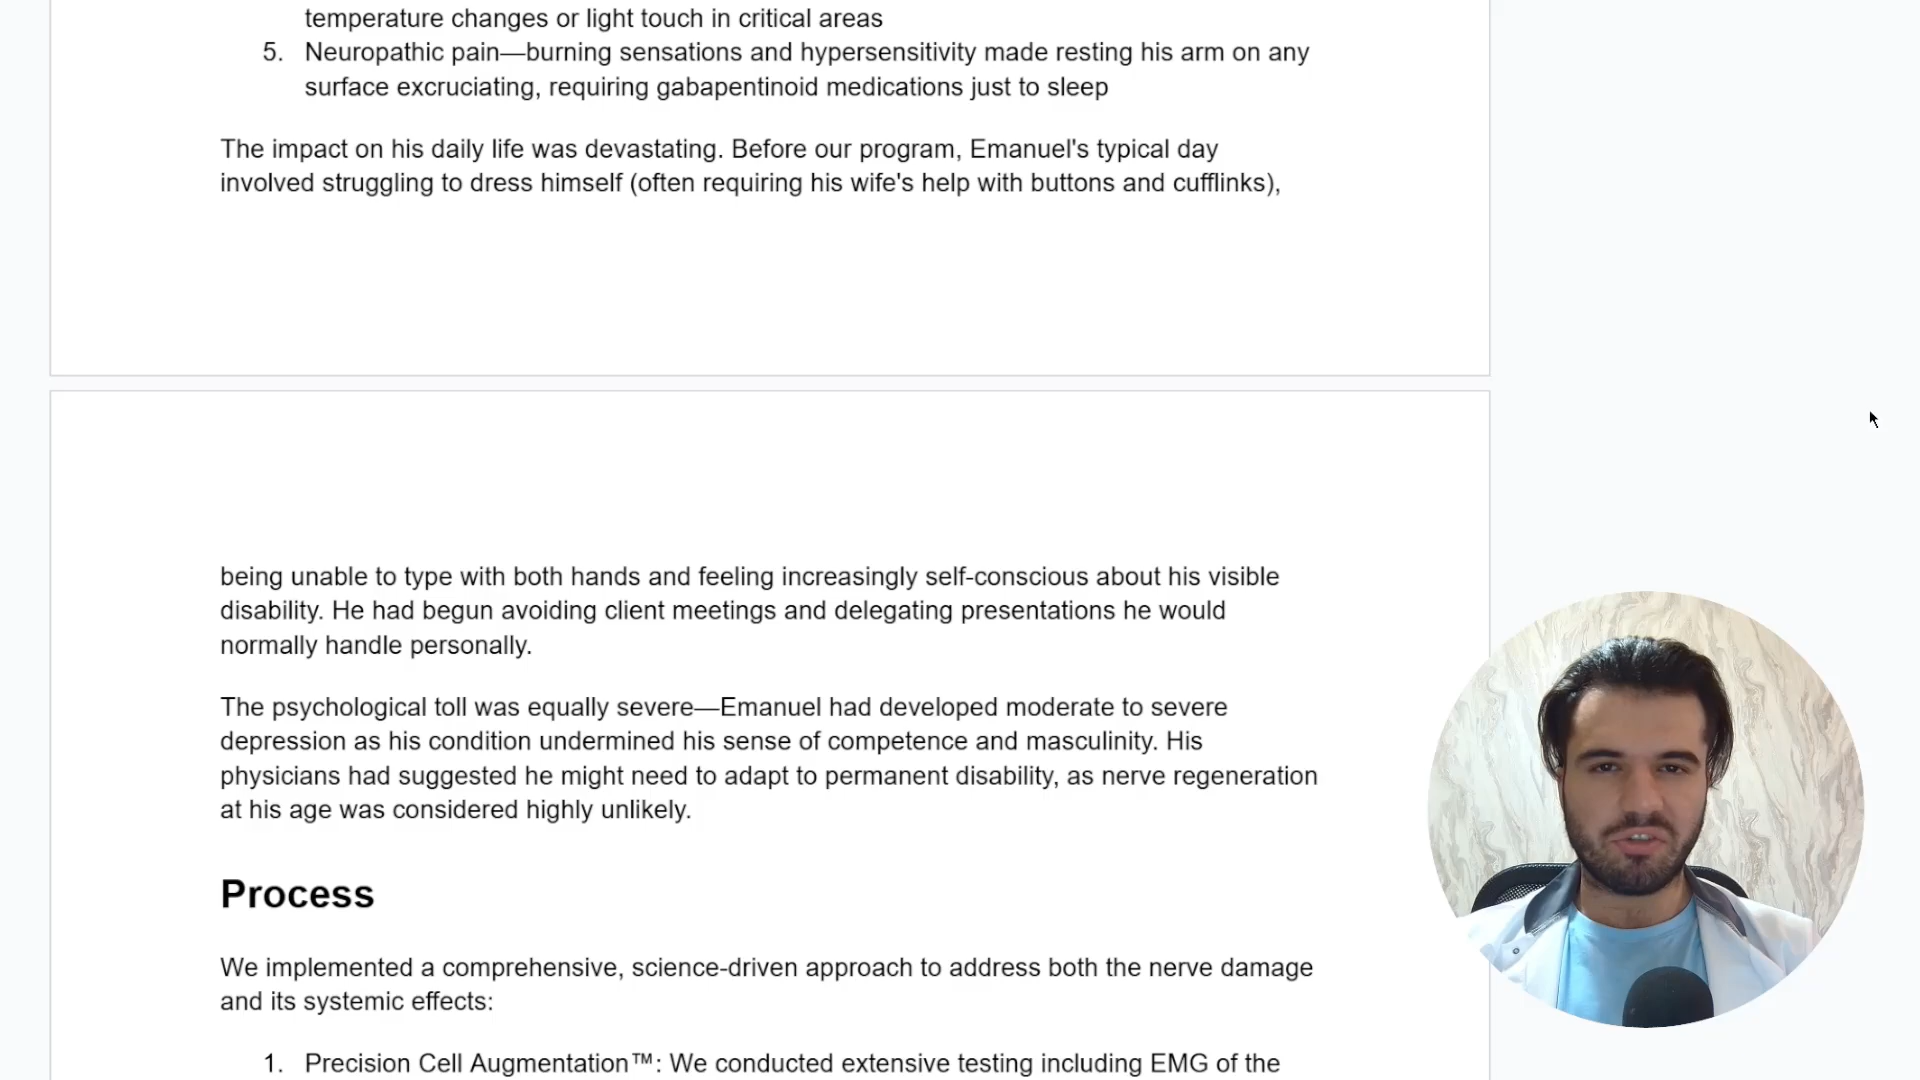 temperature changes or light touch in critical areas
5. Neuropathic pain—burning sensations and hypersensitivity made resting his arm on any
surface excruciating, requiring gabapentinoid medications just to sleep
The impact on his daily life was devastating. Before our program, Emanuel's typical day
involved struggling to dress himself (often requiring his wife's help with buttons and cufflinks),
being unable to type with both hands and feeling increasingly self-conscious about his visible
disability. He had begun avoiding client meetings and delegating presentations he would
normally handle personally.
The psychological toll was equally severe—Emanuel had developed moderate to severe
depression as his condition undermined his sense of competence and masculinity. His
physicians had suggested he might need to adapt to permanent disability, as nerve regeneration
at his age was considered highly unlikely.
Process
We implemented a comprehensive, science-driven approach to address both the nerve damage
and its systemic effects:
1. Precision Cell Augmentation™: We conducted extensive testing including EMG of the